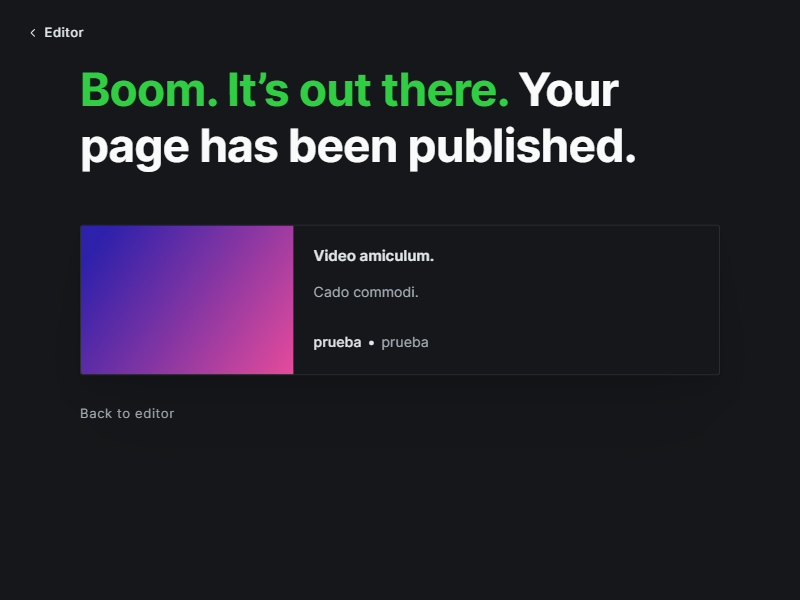 Editor
Boom. It’s out there. Your
page has been published.
Video amiculum.
Cado commodi.
prueba • prueba
Back to editor